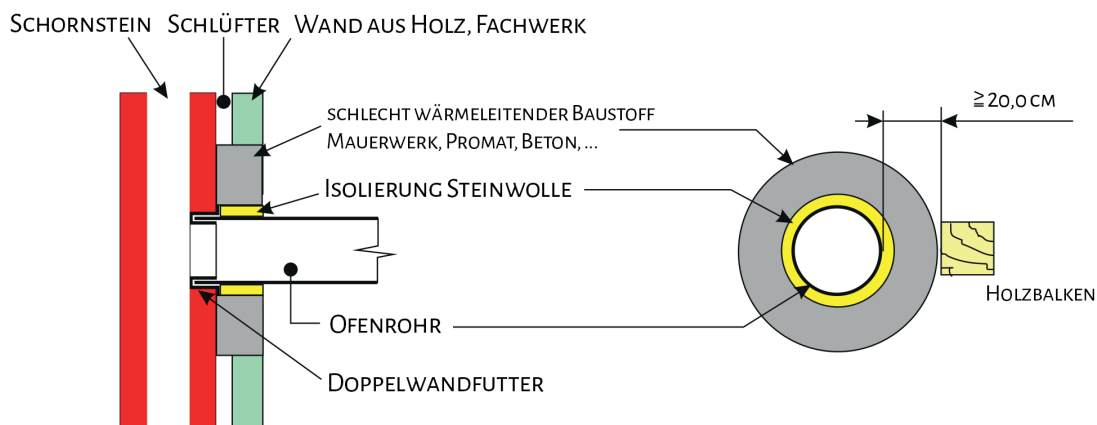 Schornstein Schlüfter Wand aus Holz, Fachwerk
≧20,0 cm
schlecht wärmeleitender Baustoff
Mauerwerk, Promat, Beton, ...
Isolierung Steinwolle
Holzbalken
Ofenrohr
Doppelwandfutter